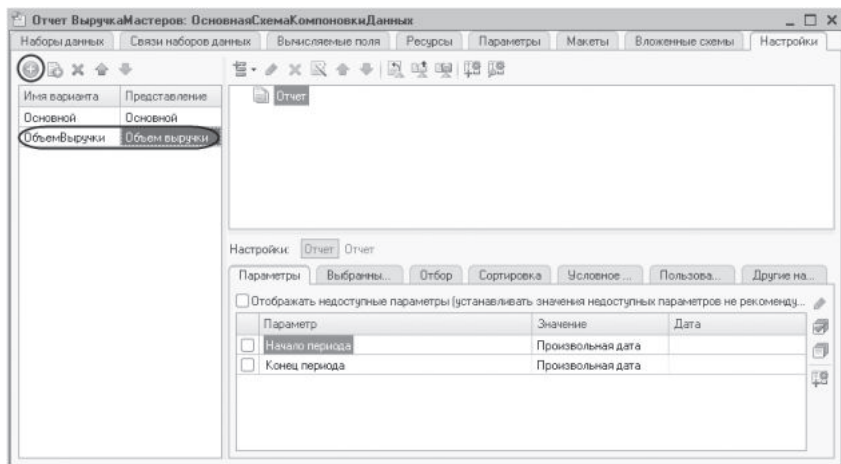 Отчет ВыручкаМастеров: ОсновнаяСхемаКомпоновкиДанных
Наборы данных Связи наборов данных Вычисляемые поля Ресурсы Параметры Макеты Вложенные схемы Настройки
Имя варианта Представление
Основной Основной
ОбъемВыручки Объем выручки
Отчет
Настройки: Отчет Отчет
Параметры Выбранны... Отбор Сортировка Условное ... Пользова... Другие на...
Отображать недоступные параметры (устанавливать значения недоступных параметров не рекоменду...
Параметр Значение Дата
Начало периода Произвольная дата
Конец периода Произвольная дата